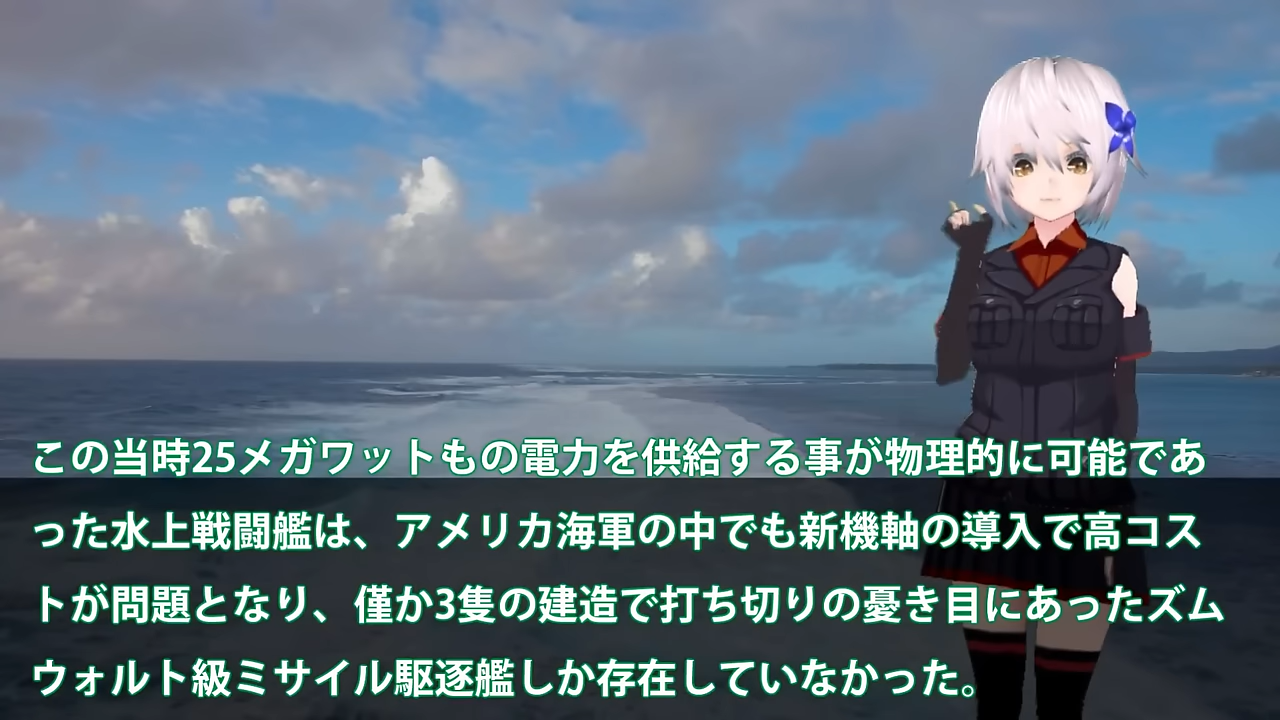 この当時25メガワットもの電力を供給する事が物理的に可能であ
った水上戦闘艦は、アメリカ海軍の中でも新機軸の導入で高コス
トが問題となり、僅か3隻の建造で打ち切りの憂き目にあったズム
ウォルト級ミサイル駆逐艦しか存在していなかった。